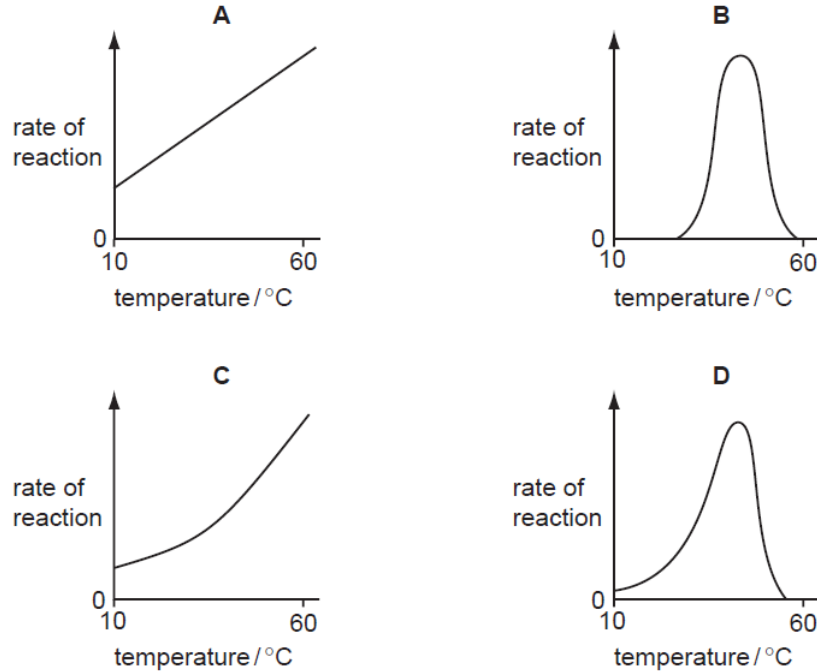 A
rate of
reaction
0
10
60
temperature / °C
B
rate of
reaction
0
10
60
temperature / °C
C
rate of
reaction
0
10
60
temperature / °C
D
rate of
reaction
0
10
60
temperature / °C